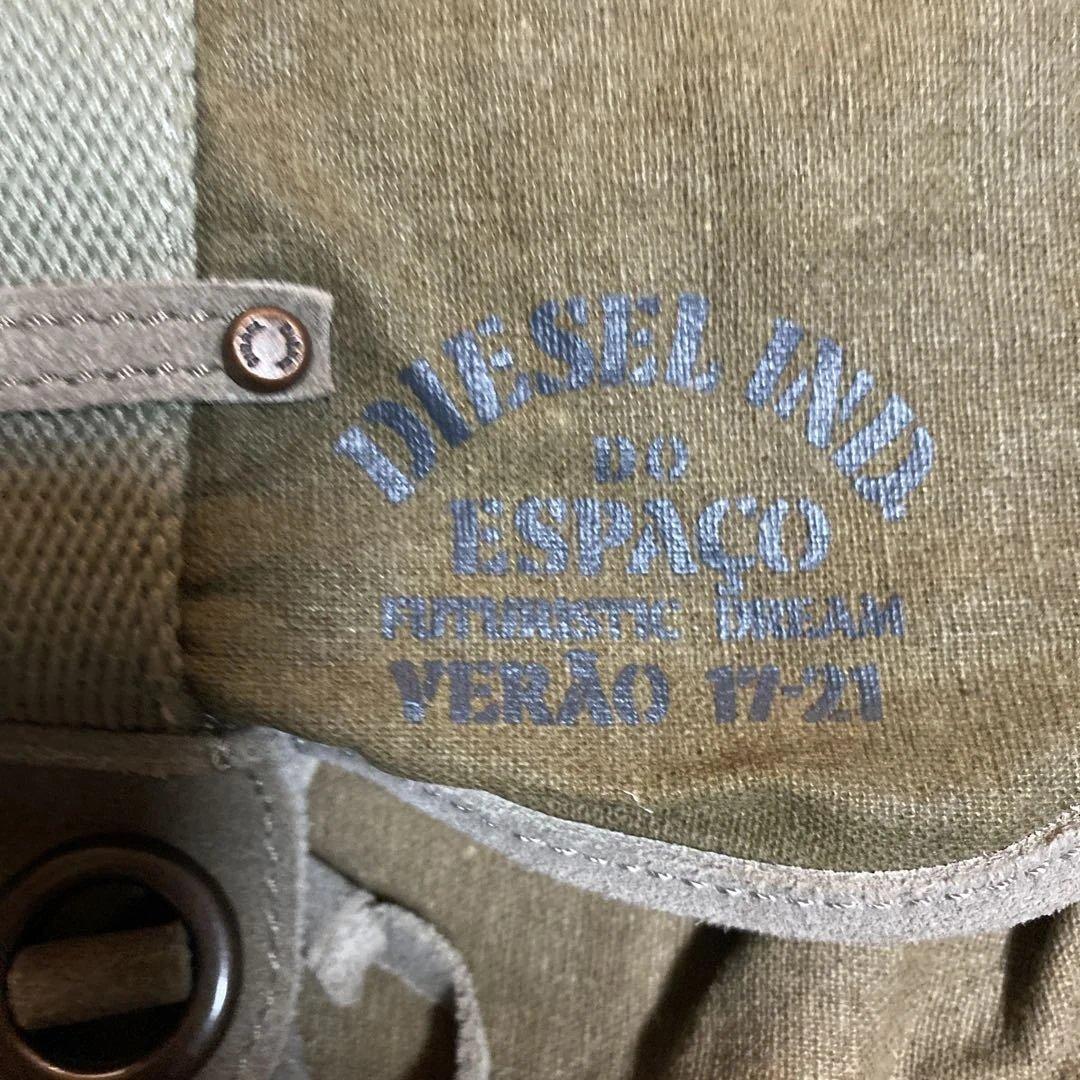 DIESEL IND.
DO
ESPAÇO
FUTURISTIC DREAM
VERÃO 17-21